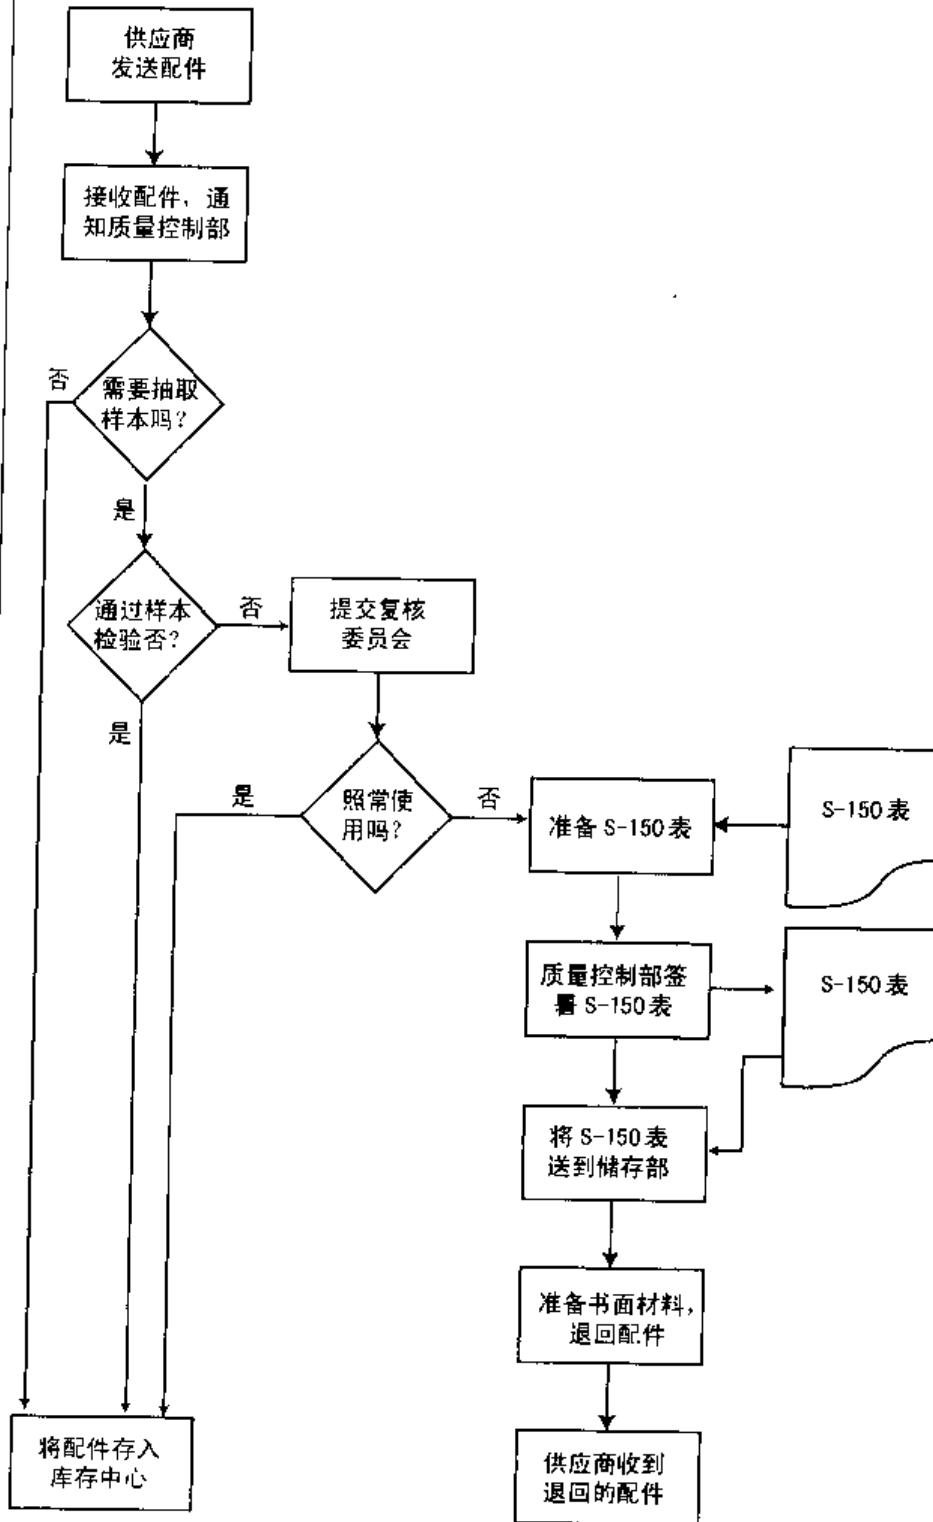 供应商
发送配件
接收配件，通
知质量控制部
否
需要抽取
样本吗？
是
通过样本
检验否？
否
提交复核
委员会
是
是
照常使
用吗？
否
准备 S-150 表
S-150 表
质量控制部签
署 S-150 表
S-150 表
将 S-150 表
送到储存部
准备书面材料，
退回配件
将配件存入
库存中心
供应商收到
退回的配件